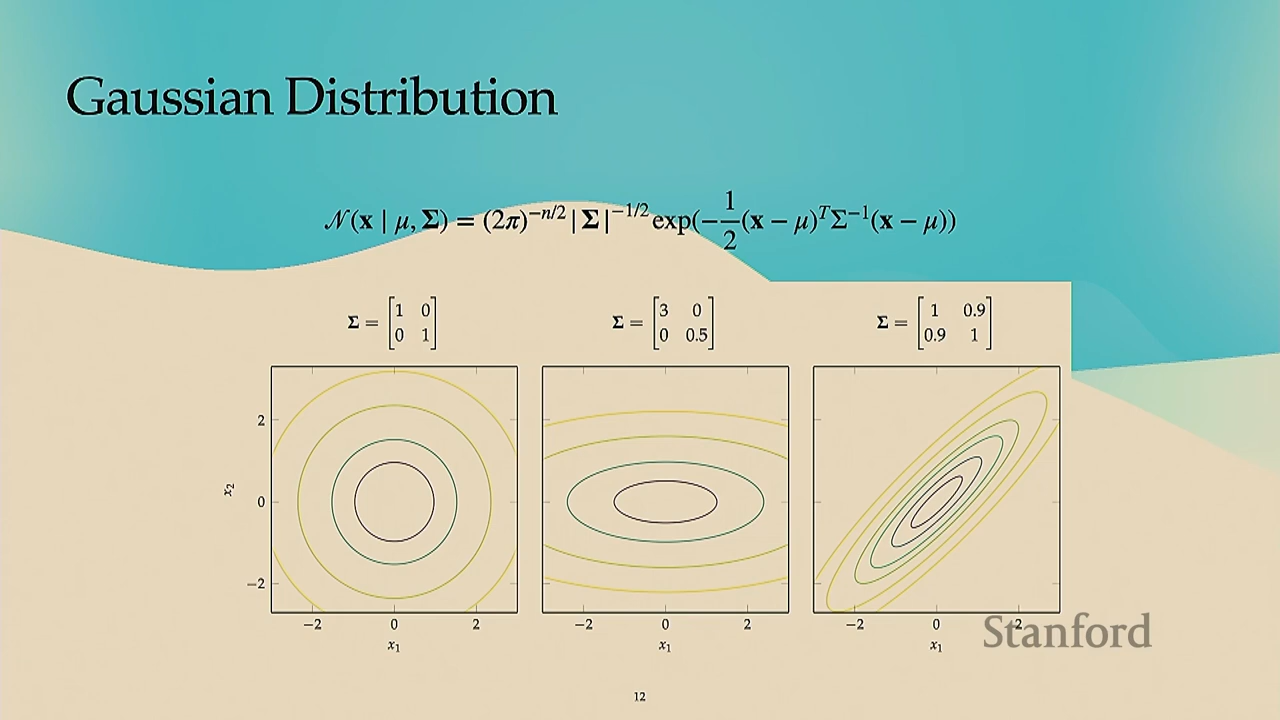 Gaussian Distribution
𝒩(x | μ, Σ) = (2π)^{−n/2} |Σ|^{−1/2} exp(−\frac{1}{2}(x − μ)^T Σ^{−1}(x − μ))
Σ = [1 0; 0 1] Σ = [3 0; 0 0.5] Σ = [1 0.9; 0.9 1]
2
x₂ 0
−2
−2 0 2 −2 0 2 −2 0 2
x₁ x₁ x₁
Stanford
12